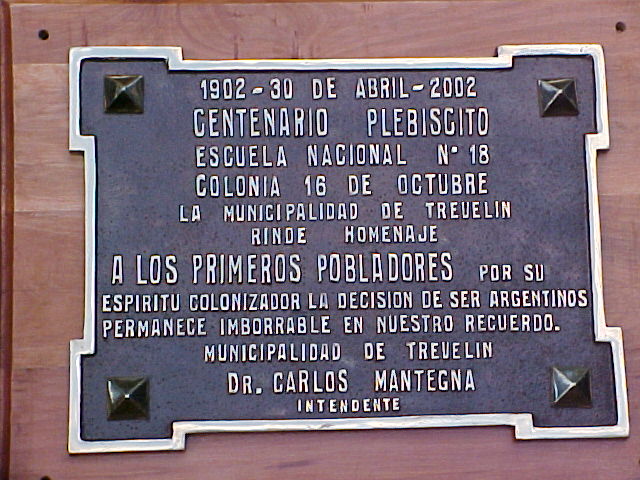 1902-30 DE ABRIL-2002
CENTENARIO PLEBISCITO
ESCUELA NACIONAL N° 18
COLONIA 16 DE OCTUBRE
LA MUNICIPALIDAD DE TREVELIN
RINDE HOMENAJE
A LOS PRIMEROS POBLADORES POR SU
ESPIRITU COLONIZADOR LA DECISION DE SER ARGENTINOS
PERMANECE IMBORRABLE EN NUESTRO RECUERDO.
MUNICIPALIDAD DE TREVELIN
DR. CARLOS MANTEGNA
INTENDENTE